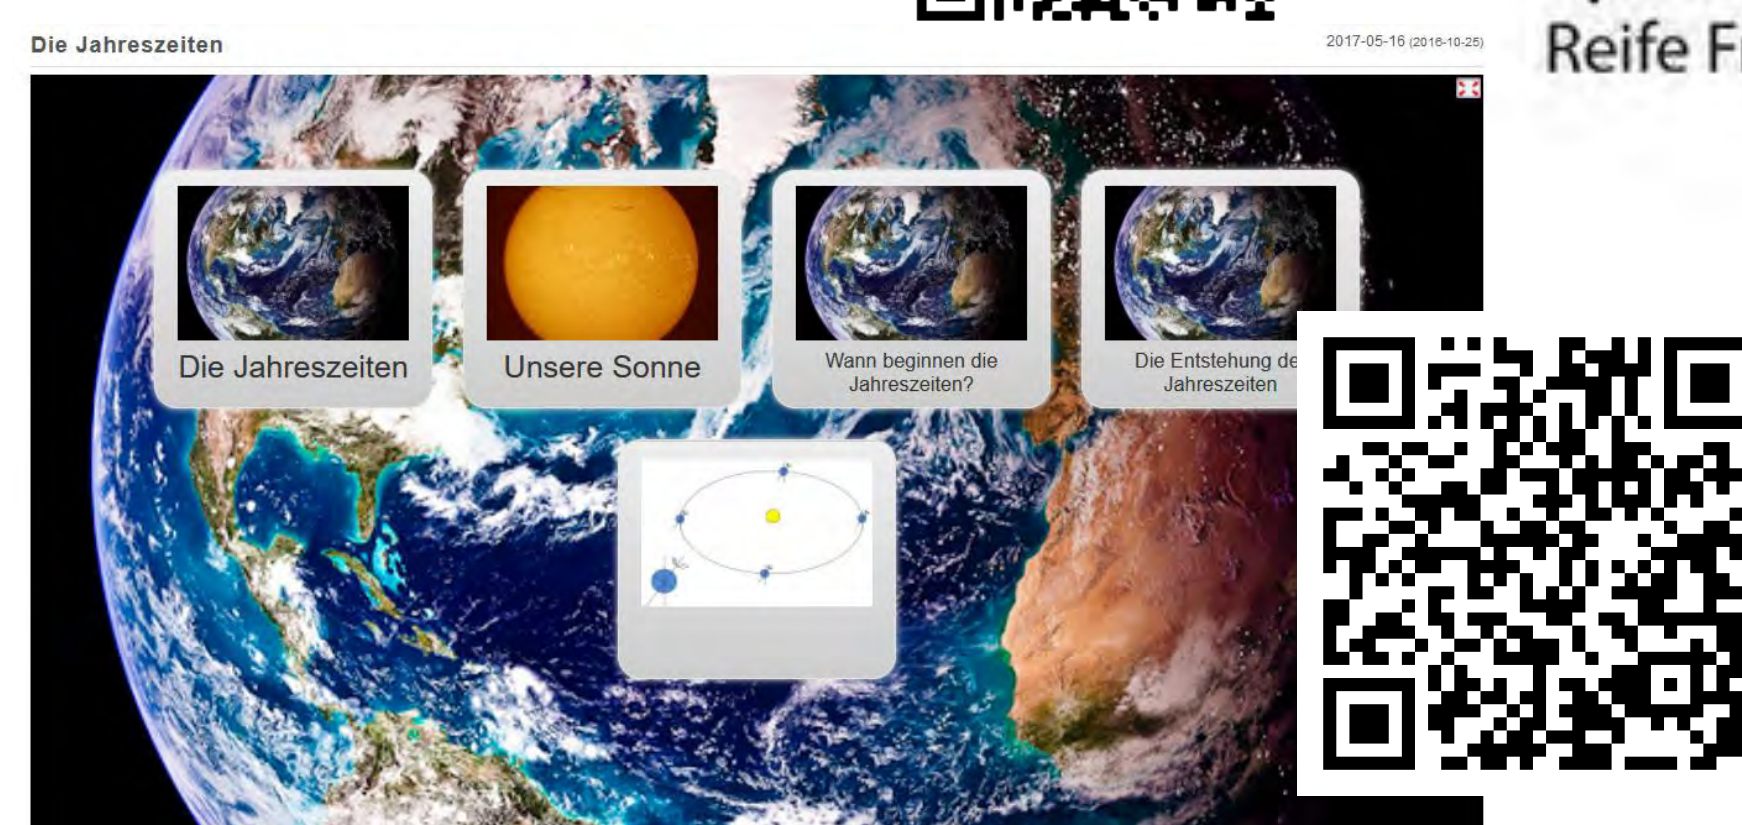 Die Jahreszeiten
2017-05-16 (2016-10-25)
Reife
Die Jahreszeiten
Unsere Sonne
Wann beginnen die
Jahreszeiten?
Die Entstehung
Jahreszeiten